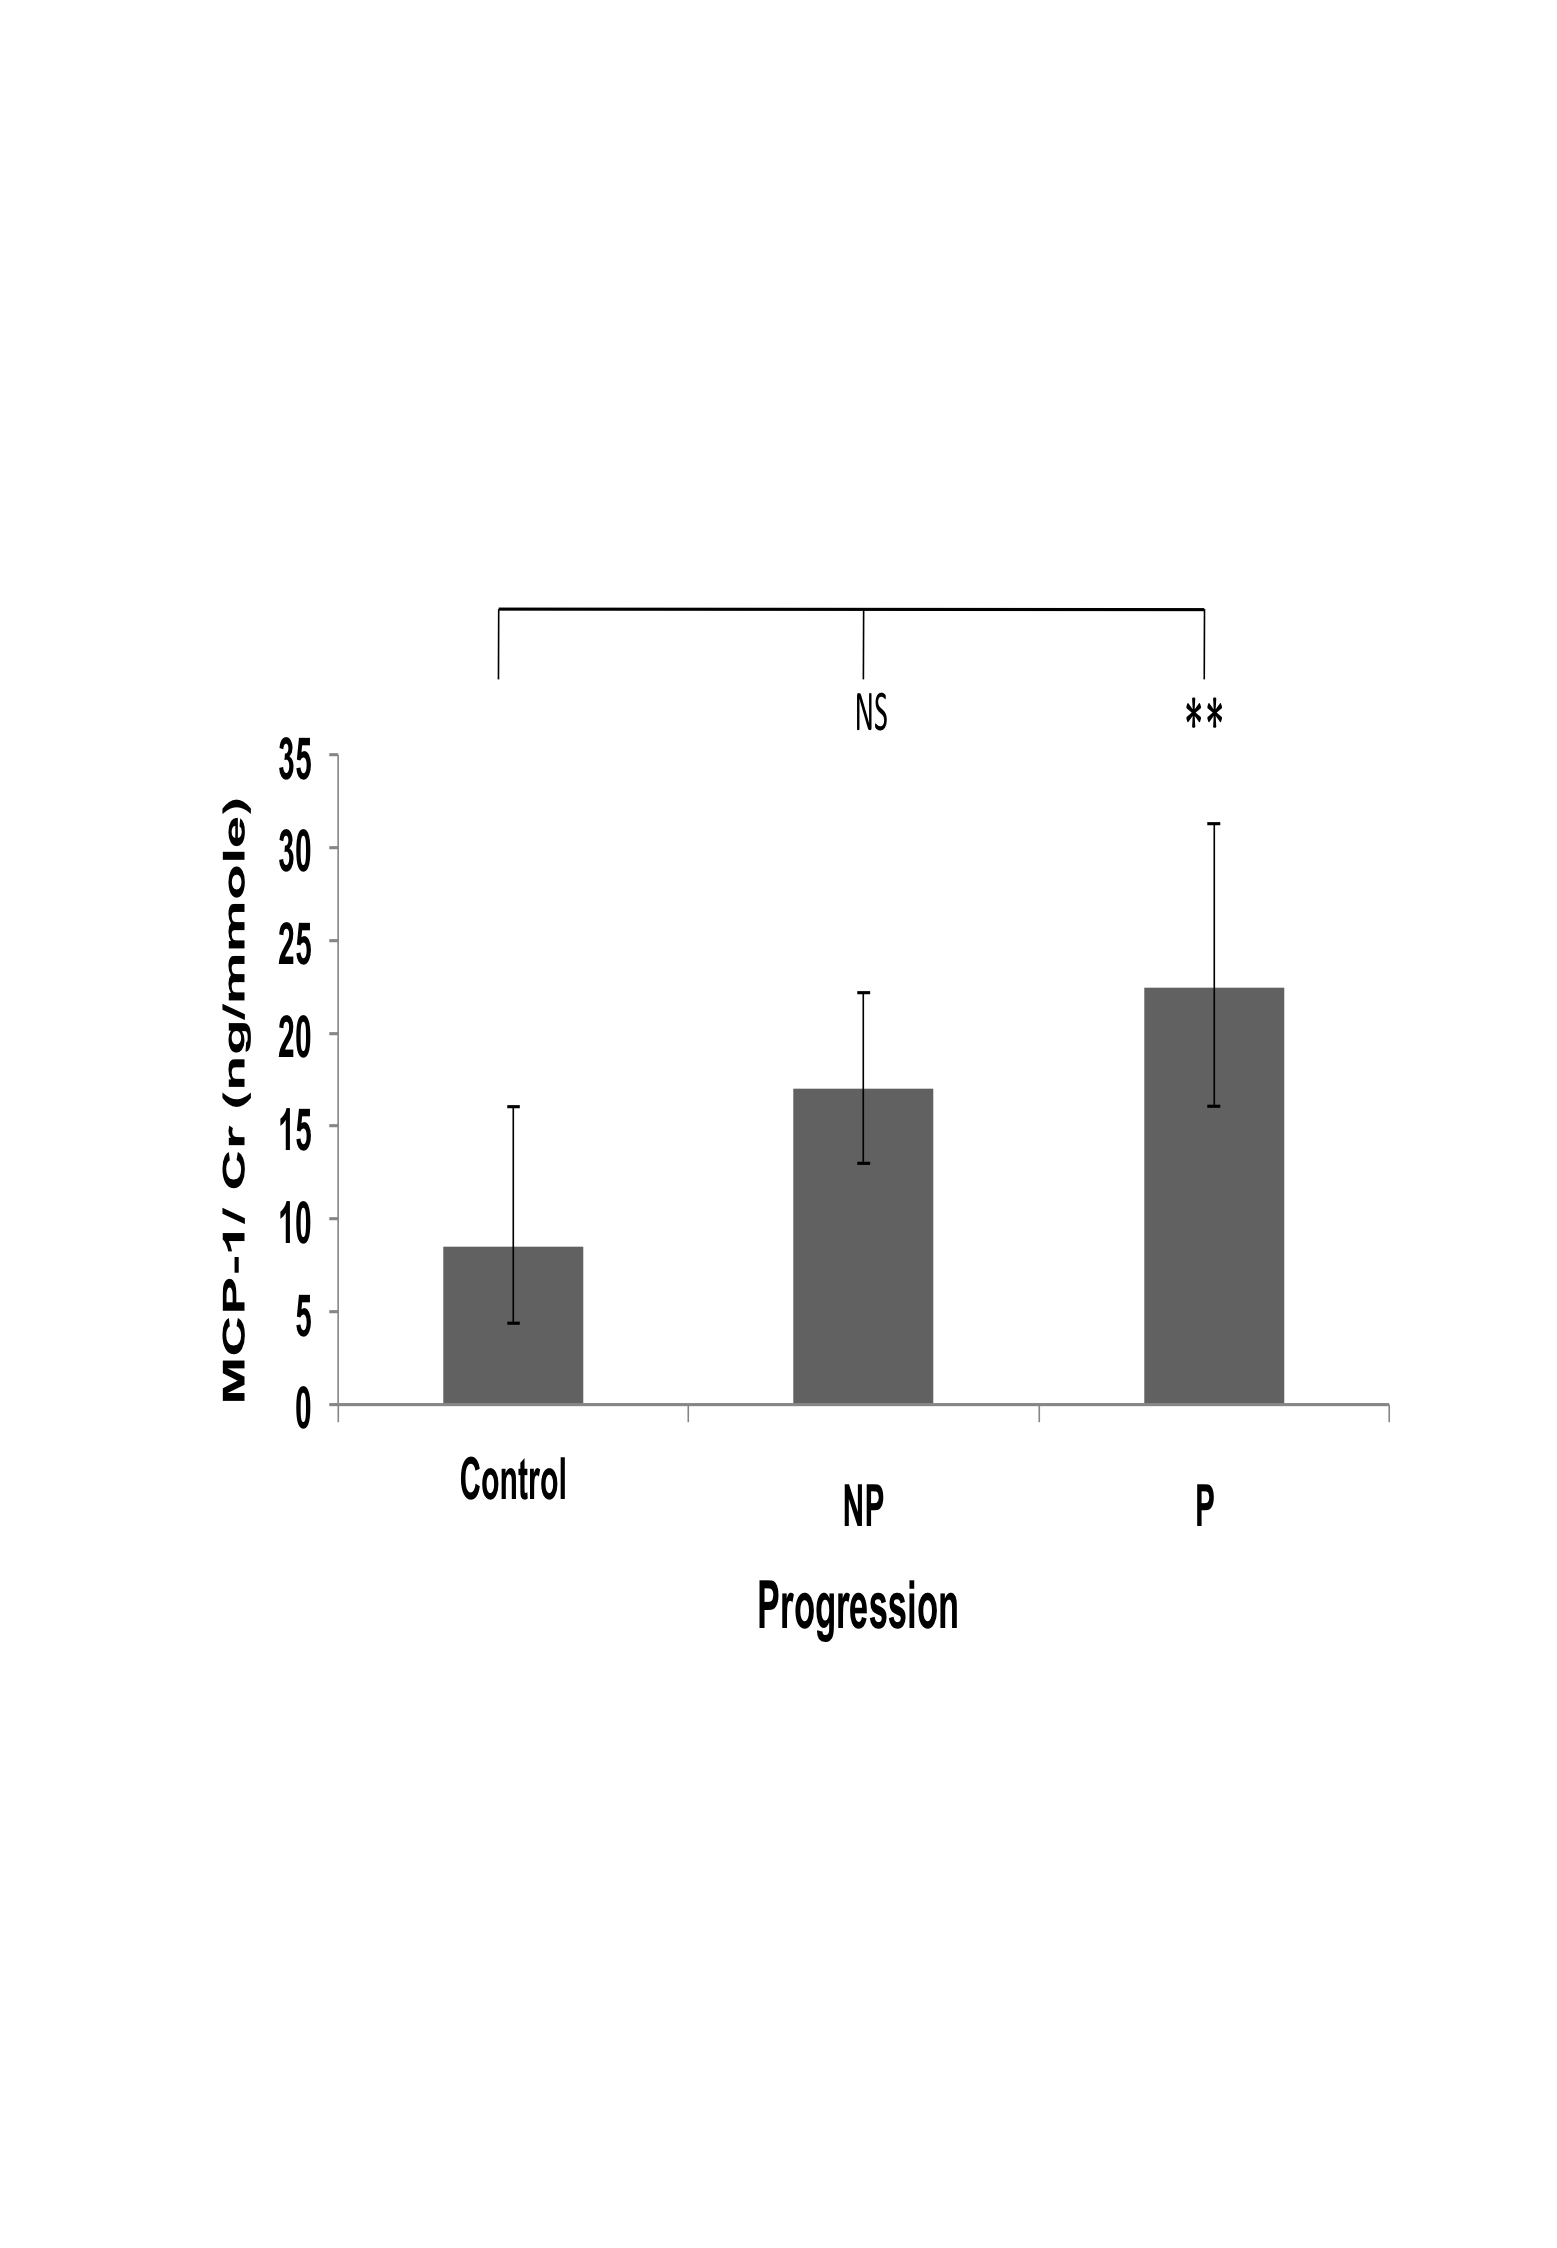 NS **
35
30
25
20
15
10
5
0
MCP-1/ Cr (ng/mmole)
Control NP P
Progression